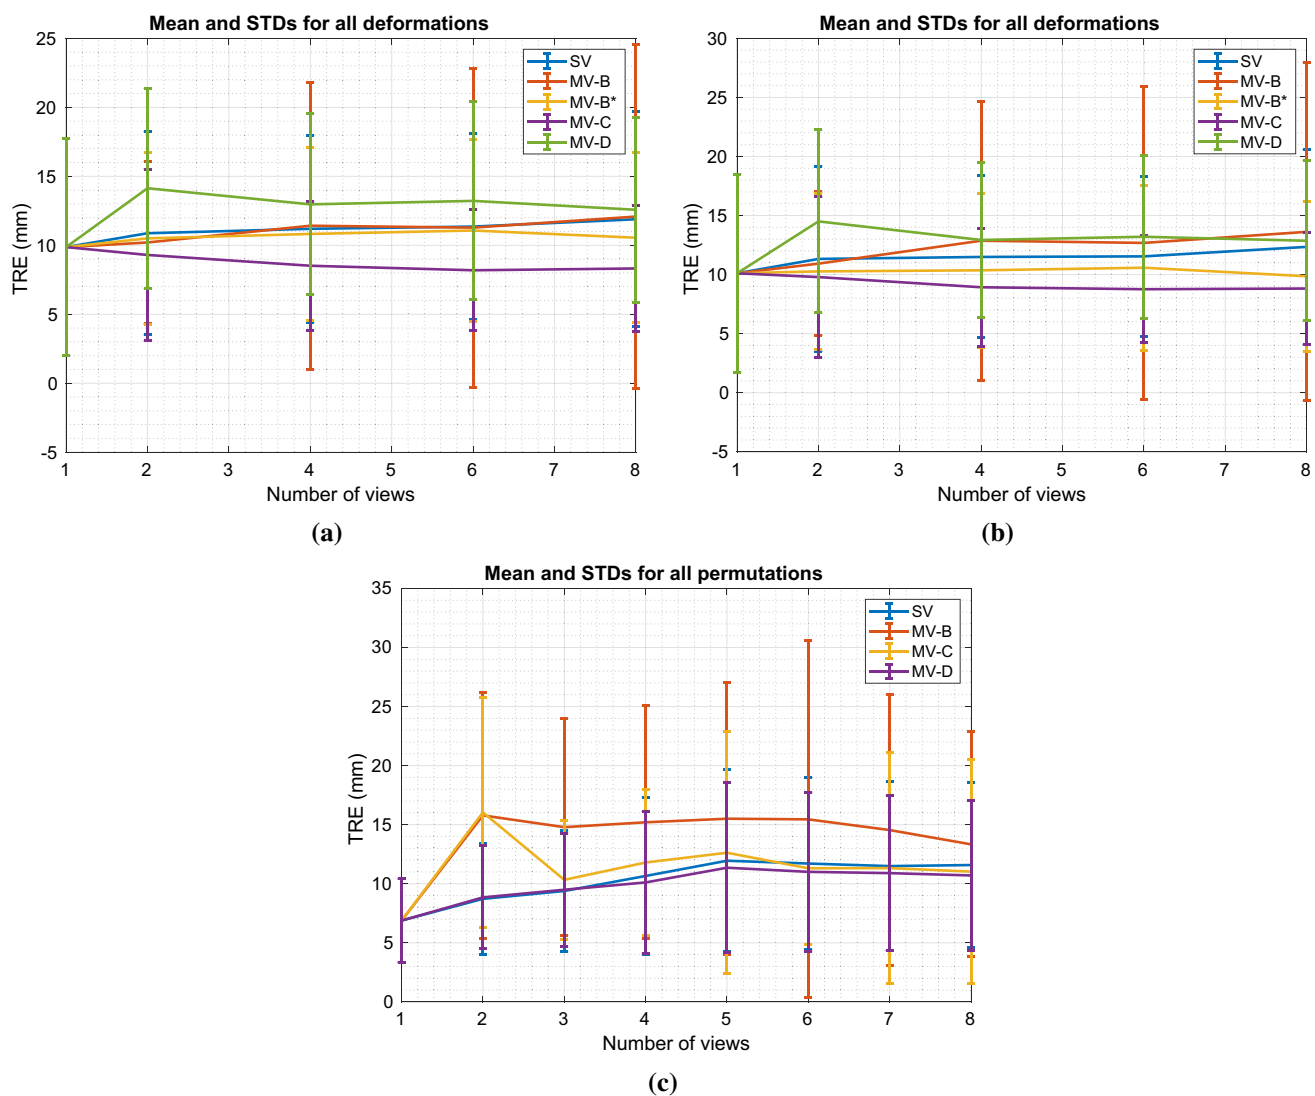 Mean and STDs for all deformations
25
20
15
10
5
0
-5
TRE (mm)
SV
MV-B
MV-B*
MV-C
MV-D
1 2 3 4 5 6 7 8
Number of views
(a)
Mean and STDs for all deformations
30
25
20
15
10
5
0
-5
TRE (mm)
SV
MV-B
MV-B*
MV-C
MV-D
1 2 3 4 5 6 7 8
Number of views
(b)
Mean and STDs for all permutations
35
30
25
20
15
10
5
0
TRE (mm)
SV
MV-B
MV-C
MV-D
1 2 3 4 5 6 7 8
Number of views
(c)